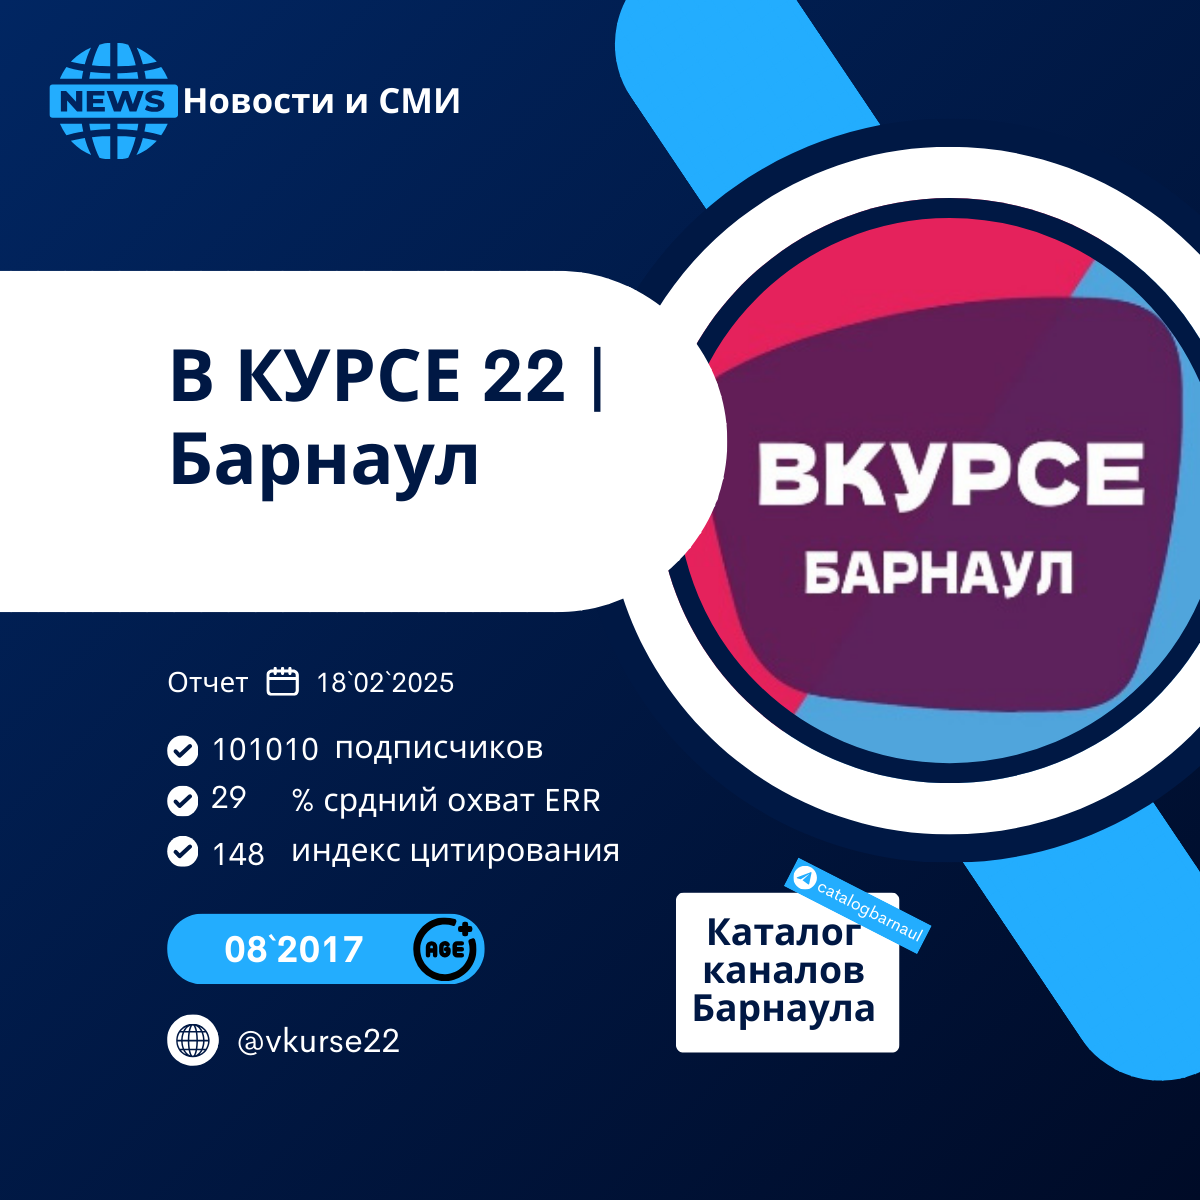 NEWS Новости и СМИ
В КУРСЕ 22 |
Барнаул
ВКУРСЕ
БАРНАУЛ
Отчет 18`02`2025
101010 подписчиков
29 % срдний охват ERR
148 индекс цитирования
08`2017 AGE+
@vkurse22
catalogbarnaul
Каталог
каналов
Барнаула